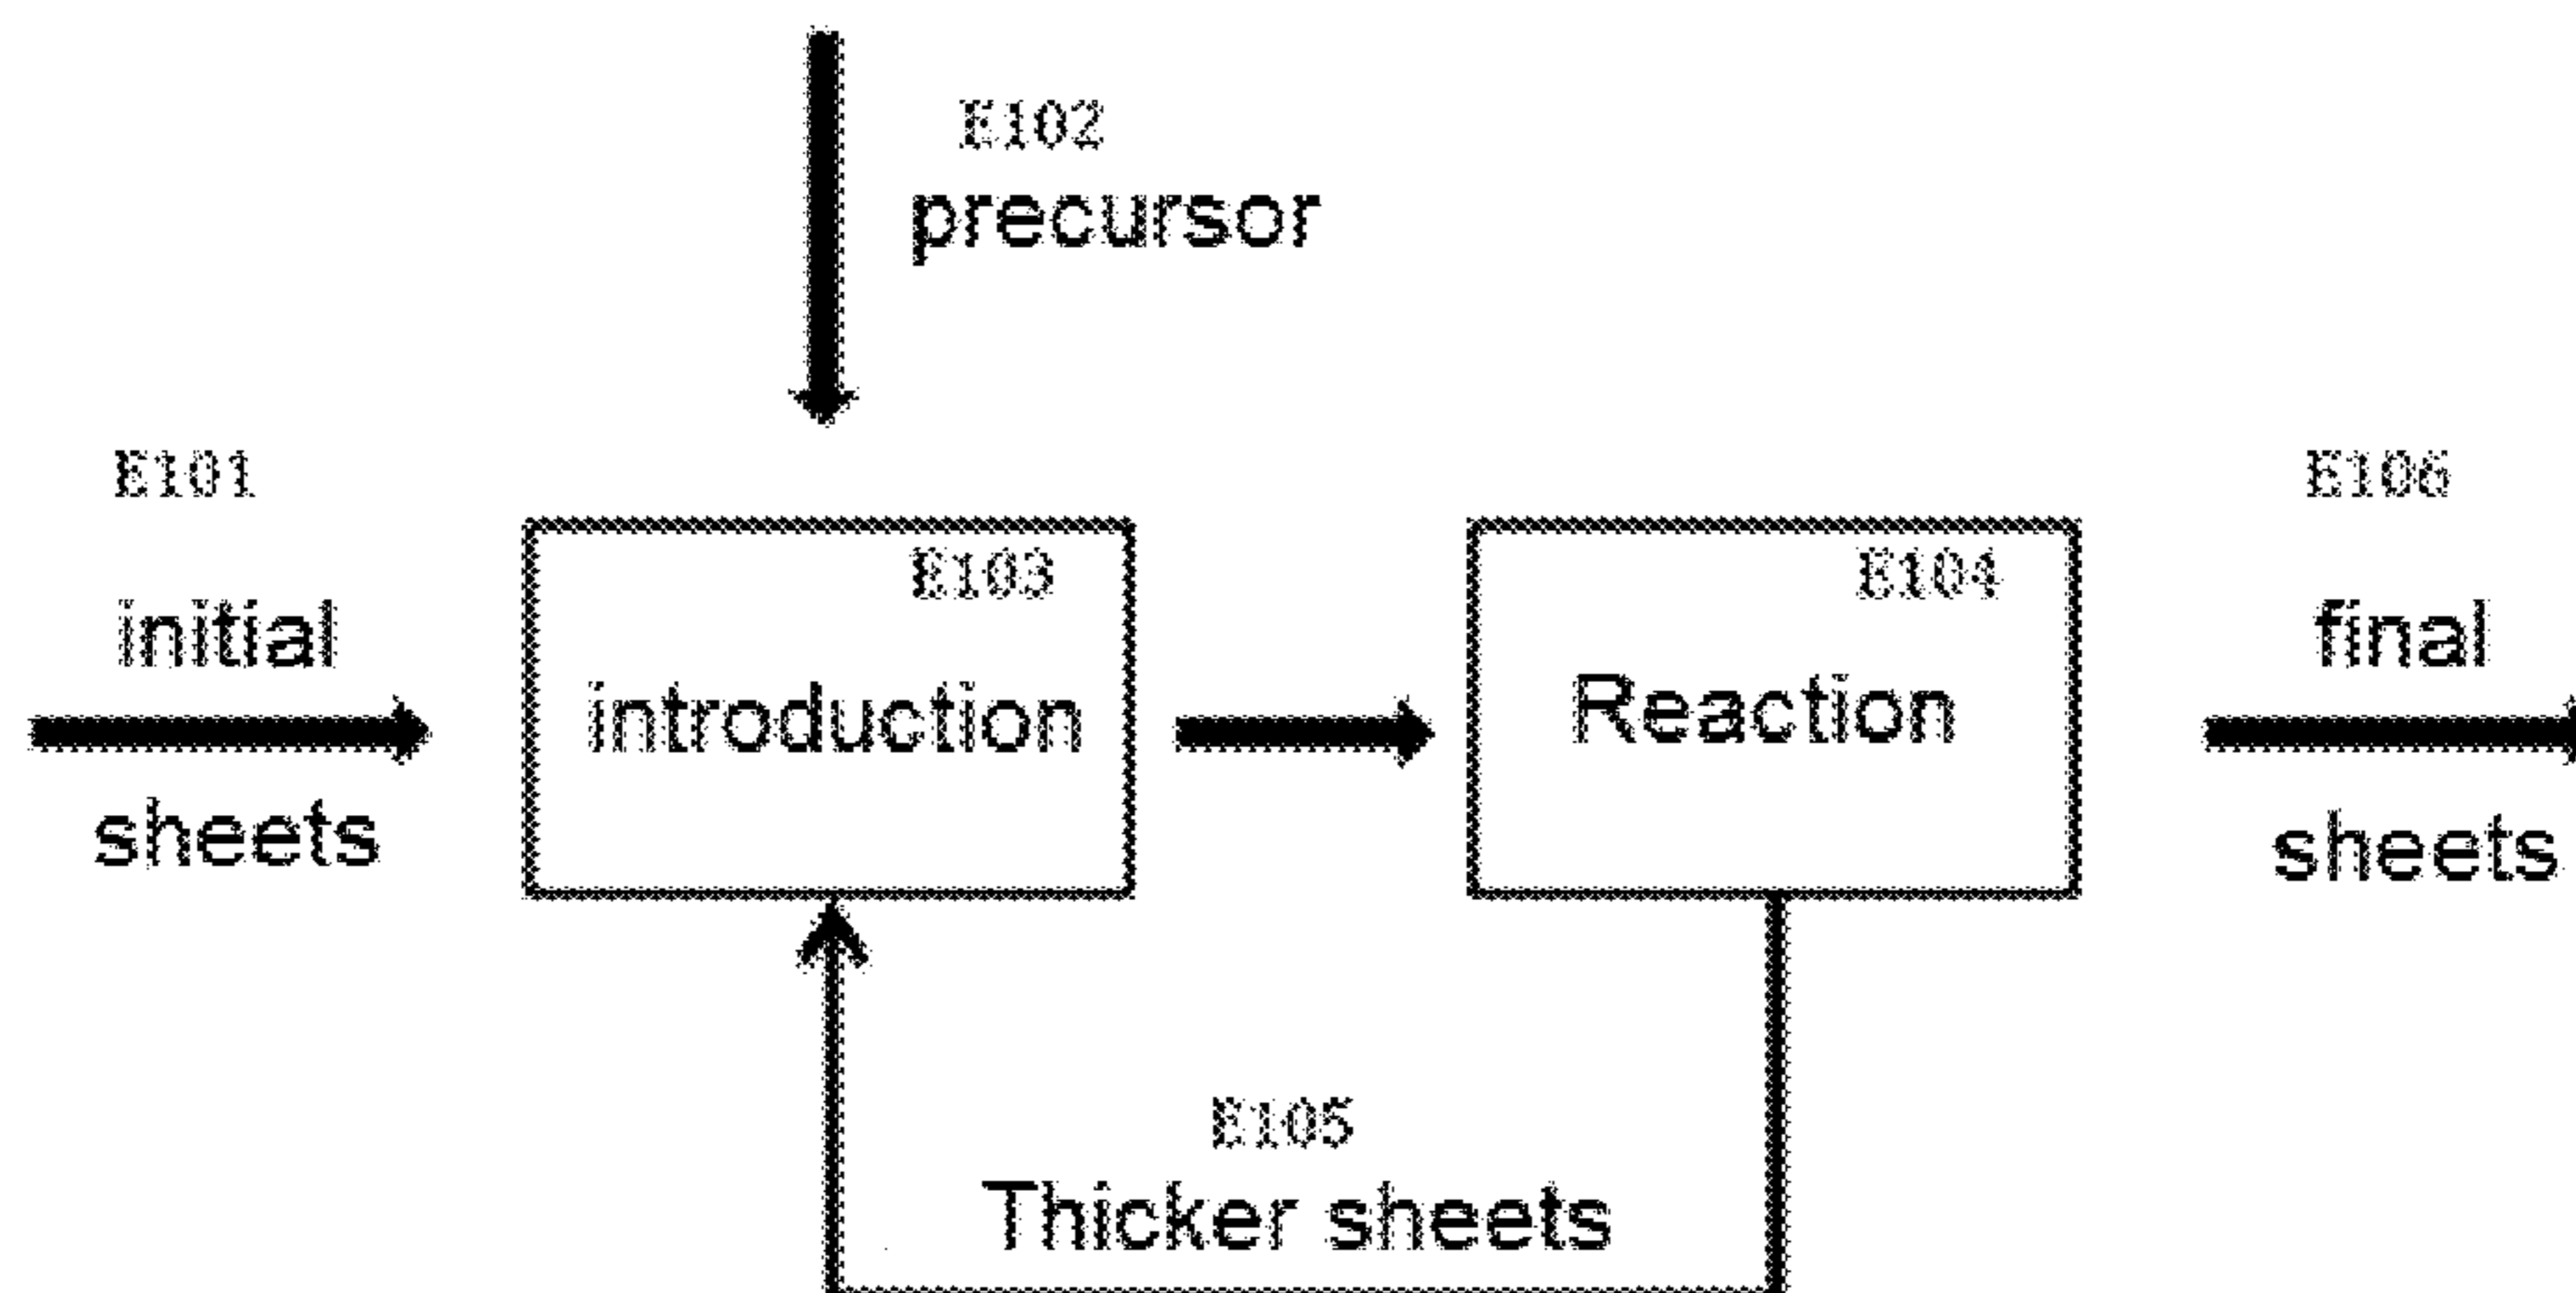 E102
precursor
E101
initial
sheets
E103
introduction
E104
Reaction
E106
final
sheets
E105
Thicker sheets